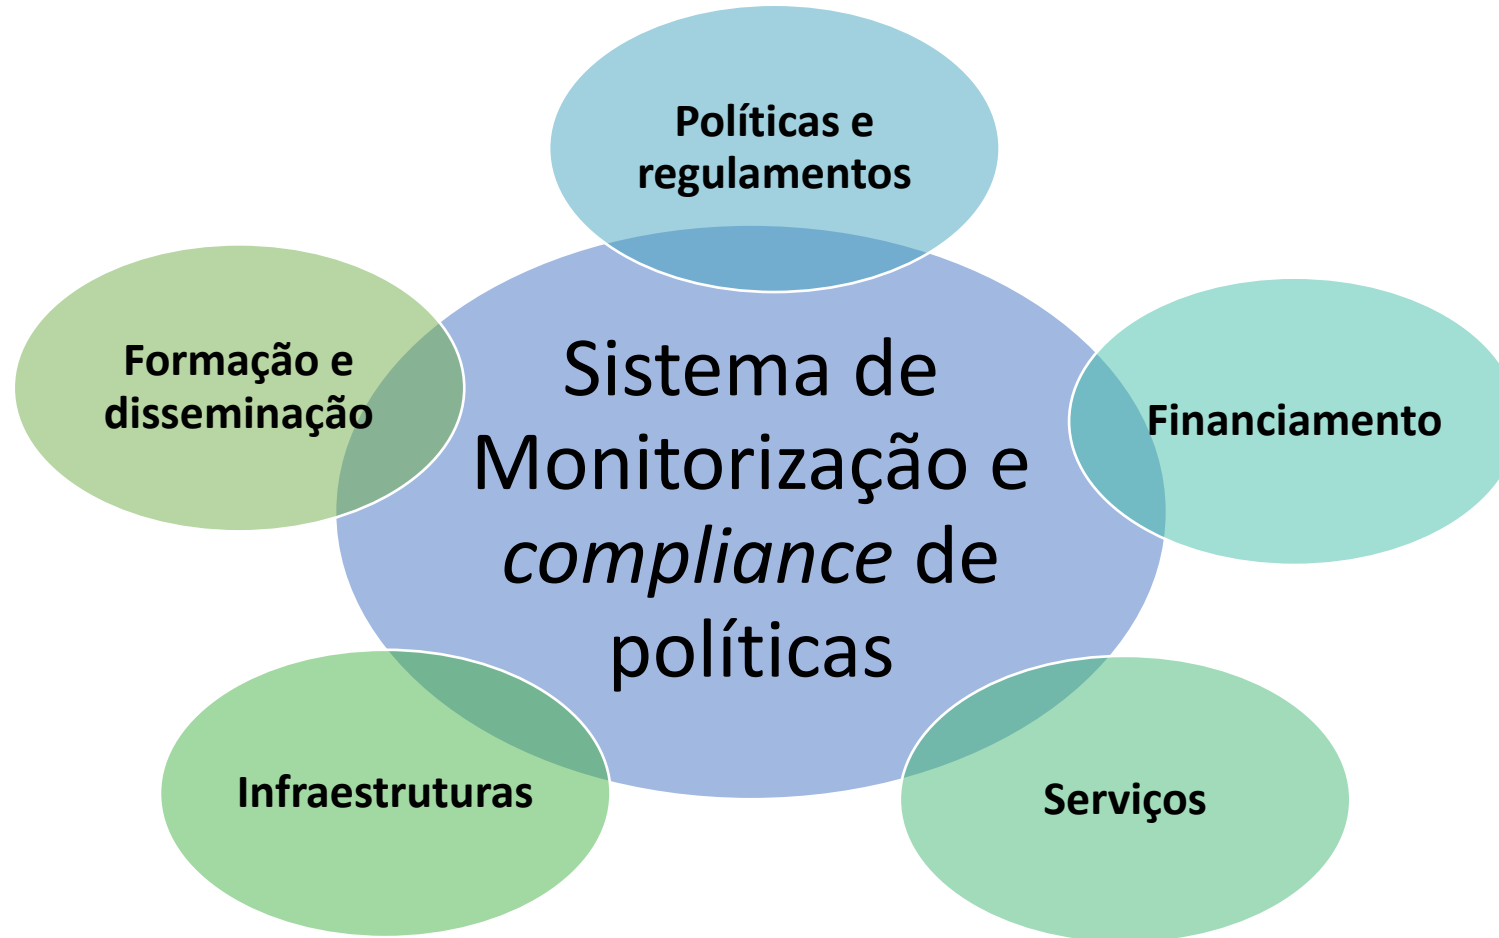 Políticas e
regulamentos
Formação e
disseminação
Sistema de
Monitorização e
compliance de
políticas
Financiamento
Infraestruturas
Serviços